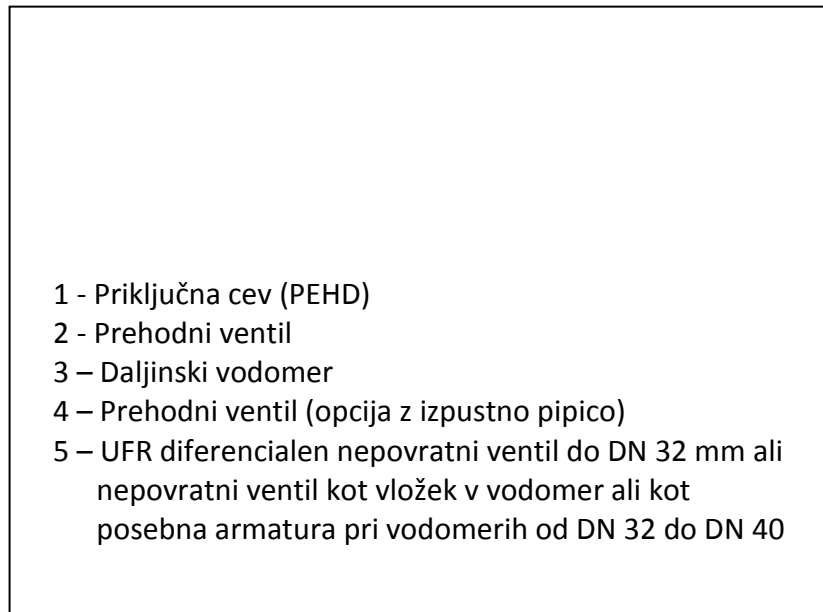 1 - Priključna cev (PEHD)
2 - Prehodni ventil
3 – Daljinski vodomer
4 – Prehodni ventil (opcija z izpustno pipico)
5 – UFR diferencialen nepovratni ventil do DN 32 mm ali
nepovratni ventil kot vložek v vodomer ali kot
posebna armatura pri vodomerih od DN 32 do DN 40